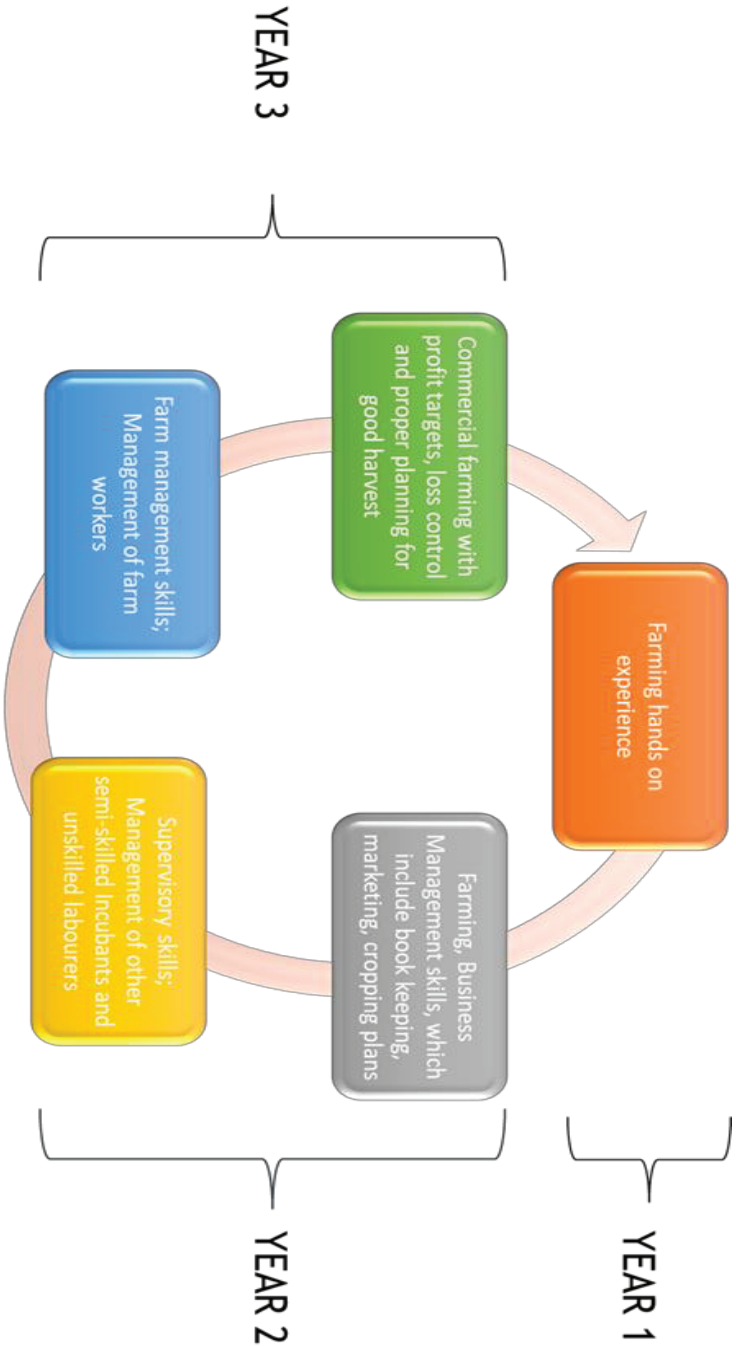 YEAR 1
Farming hands on
experience
Farming, Business
Management skills, which
include book keeping,
marketing, cropping plans
YEAR 2
Supervisory skills;
Management of other
semi-skilled Incubants and
unskilled labourers
Farm management skills;
Management of farm
workers
YEAR 3
Commercial farming with
profit targets, loss control
and proper planning for
good harvest